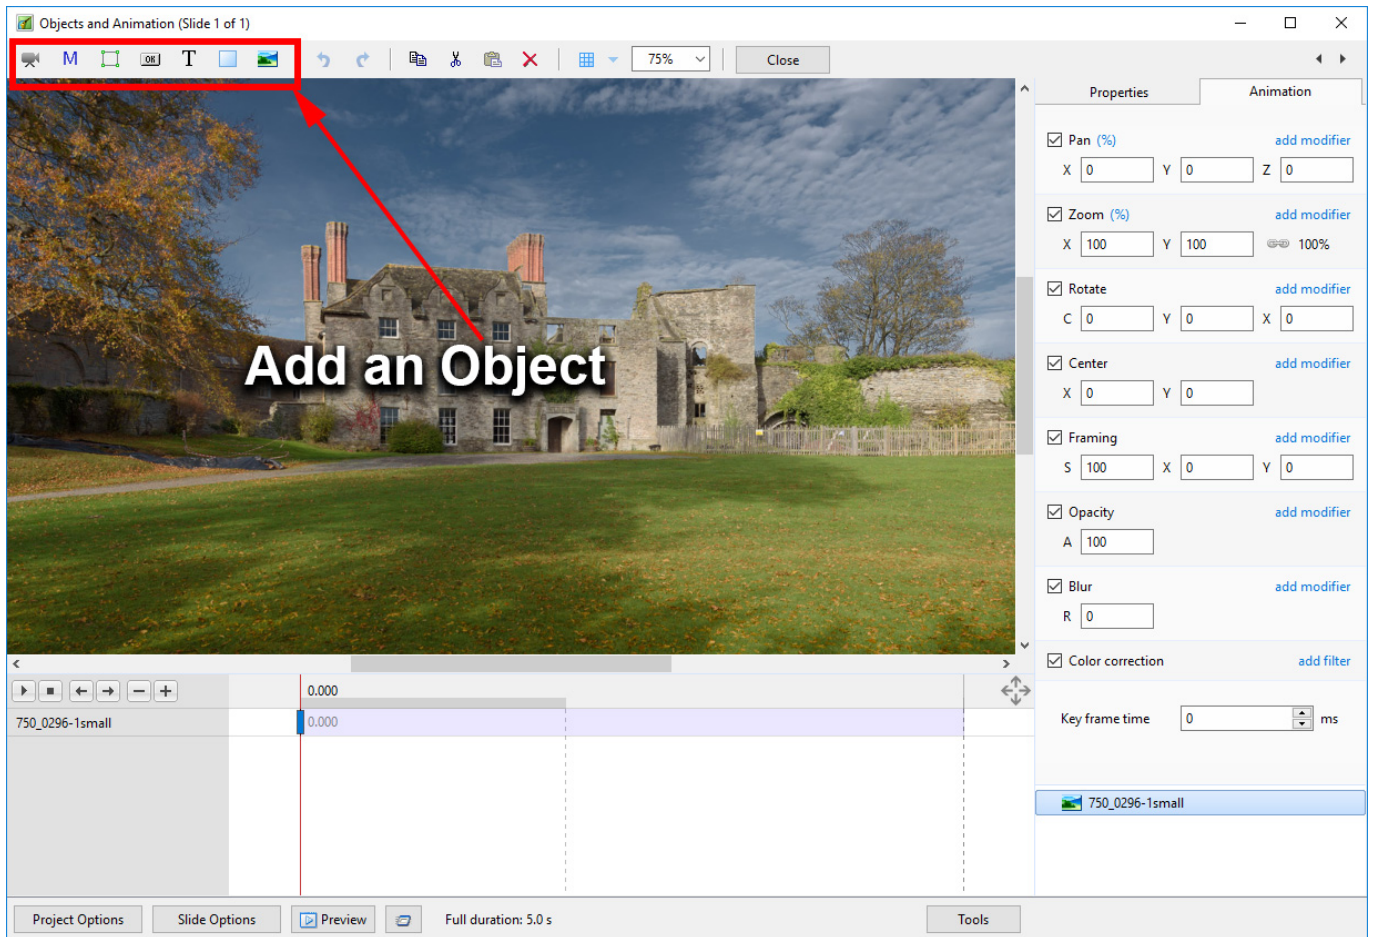 Objects and Animation (Slide 1 of 1)
M OK T 75% Close
Properties Animation
Pan (%) add modifier
X 0 Y 0 Z 0
Zoom (%) add modifier
X 100 Y 100 100%
Rotate add modifier
C 0 Y 0 X 0
Add an Object
Center add modifier
X 0 Y 0
Framing add modifier
S 100 X 0 Y 0
Opacity add modifier
A 100
Blur add modifier
R 0
Color correction add filter
0.000
750_0296-1small 0.000
Key frame time 0 ms
750_0296-1small
Project Options Slide Options Preview Full duration: 5.0 s Tools